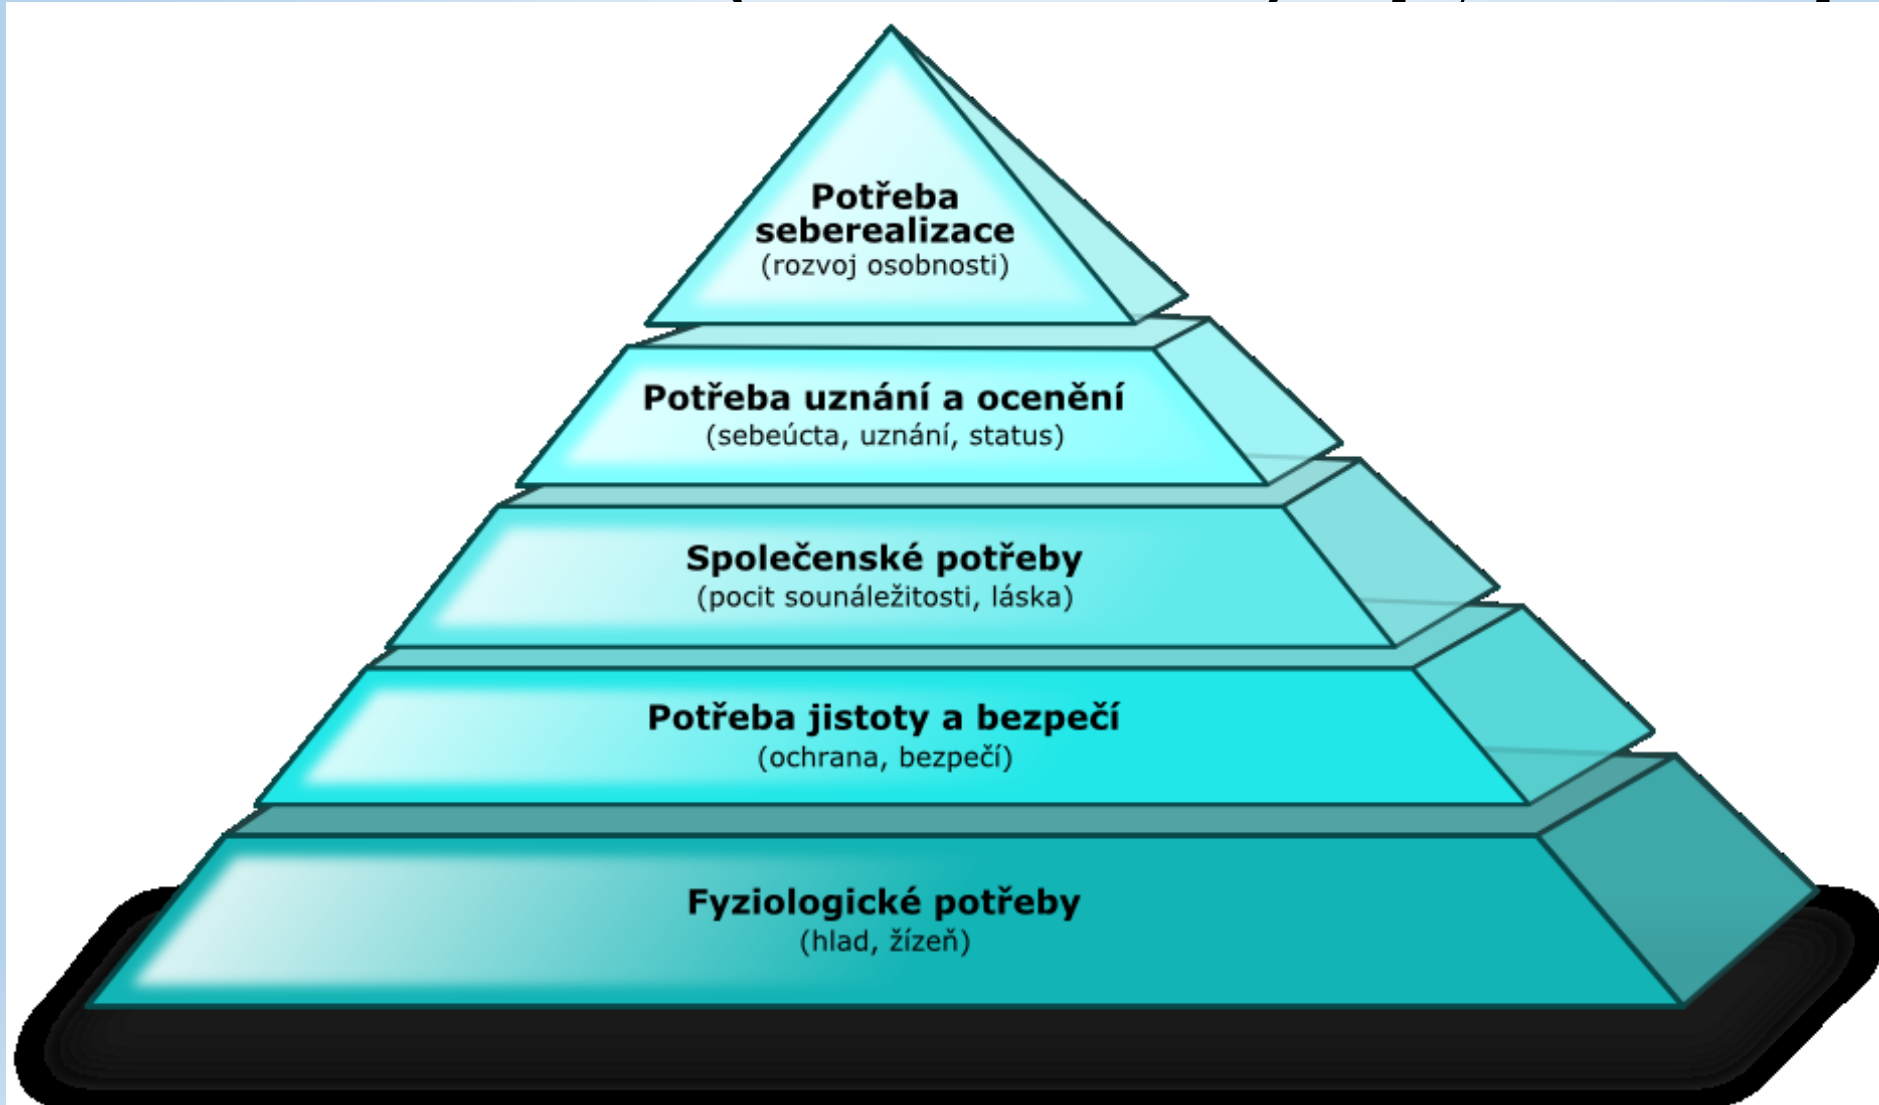 Potřeba
seberealizace
(rozvoj osobnosti)
Potřeba uznání a ocenění
(sebeúcta, uznání, status)
Společenské potřeby
(pocit sounáležitosti, láska)
Potřeba jistoty a bezpečí
(ochrana, bezpečí)
Fyziologické potřeby
(hlad, žízeň)